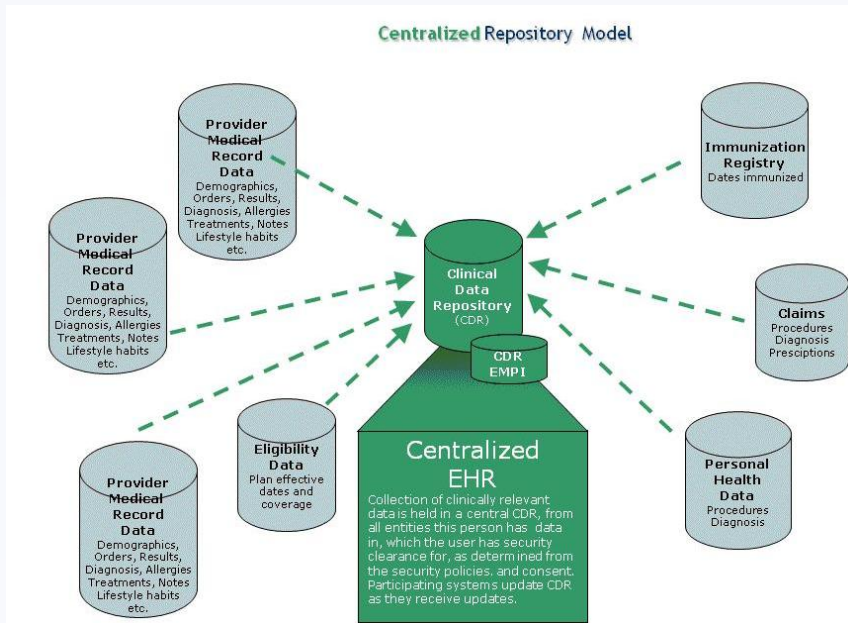 Centralized Repository Model
Provider
Medical
Record
Data
Demographics,
Orders, Results,
Diagnosis, Allergies
Treatments, Notes
Lifestyle habits
etc.
Provider
Medical
Record
Data
Demographics,
Orders, Results,
Diagnosis, Allergies
Treatments, Notes
Lifestyle habits
etc.
Provider
Medical
Record
Data
Demographics,
Orders, Results,
Diagnosis, Allergies
Treatments, Notes
Lifestyle habits
etc.
Eligibility
Data
Plan effective
dates and
coverage
Clinical
Data
Repository
(CDR)
CDR
EMPI
Centralized
EHR
Collection of clinically relevant
data is held in a central CDR, from
all entities this person has data
in, which the user has security
clearance for, as determined from
the security policies. and consent.
Participating systems update CDR
as they receive updates.
Immunization
Registry
Dates immunized
Claims
Procedures
Diagnosis
Presciptions
Personal
Health
Data
Procedures
Diagnosis